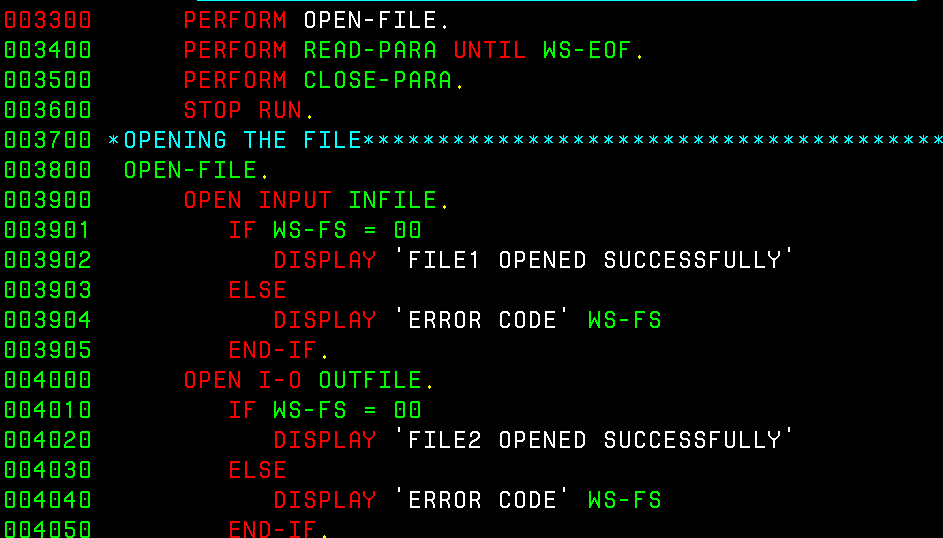 003300      PERFORM OPEN-FILE.
003400      PERFORM READ-PARA UNTIL WS-EOF.
003500      PERFORM CLOSE-PARA.
003600      STOP RUN.
003700 *OPENING THE FILE***************************************
003800  OPEN-FILE.
003900      OPEN INPUT INFILE.
003901         IF WS-FS = 00
003902            DISPLAY 'FILE1 OPENED SUCCESSFULLY'
003903         ELSE
003904            DISPLAY 'ERROR CODE' WS-FS
003905         END-IF.
004000      OPEN I-O OUTFILE.
004010         IF WS-FS = 00
004020            DISPLAY 'FILE2 OPENED SUCCESSFULLY'
004030         ELSE
004040            DISPLAY 'ERROR CODE' WS-FS
004050         END-IF.